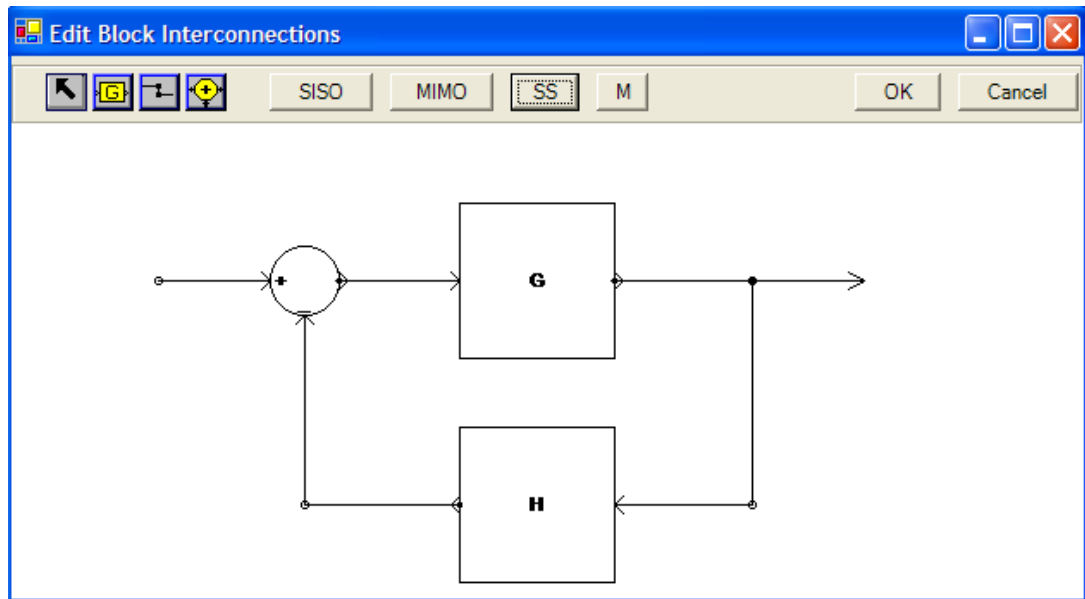 Edit Block Interconnections
G + SISO MIMO SS M OK Cancel
+ G
−
H